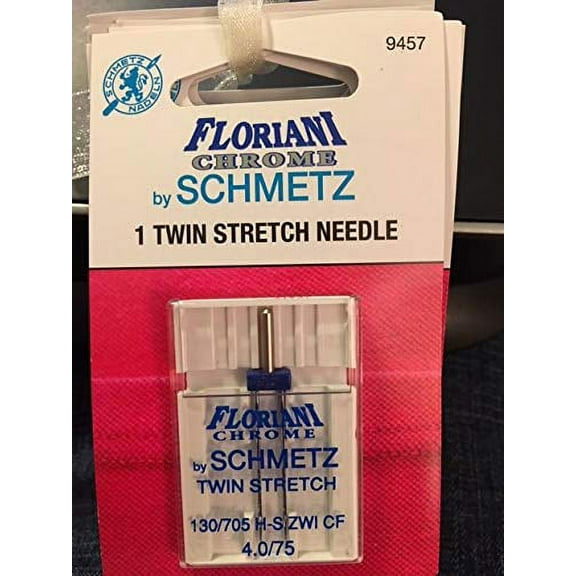 SCHMETZ
NADELN
9457
FLORIANI
CHROME
by SCHMETZ
1 TWIN STRETCH NEEDLE
FLORIANI
CHROME
by SCHMETZ
TWIN STRETCH
130/705 H-S ZWI CF
4,0/75